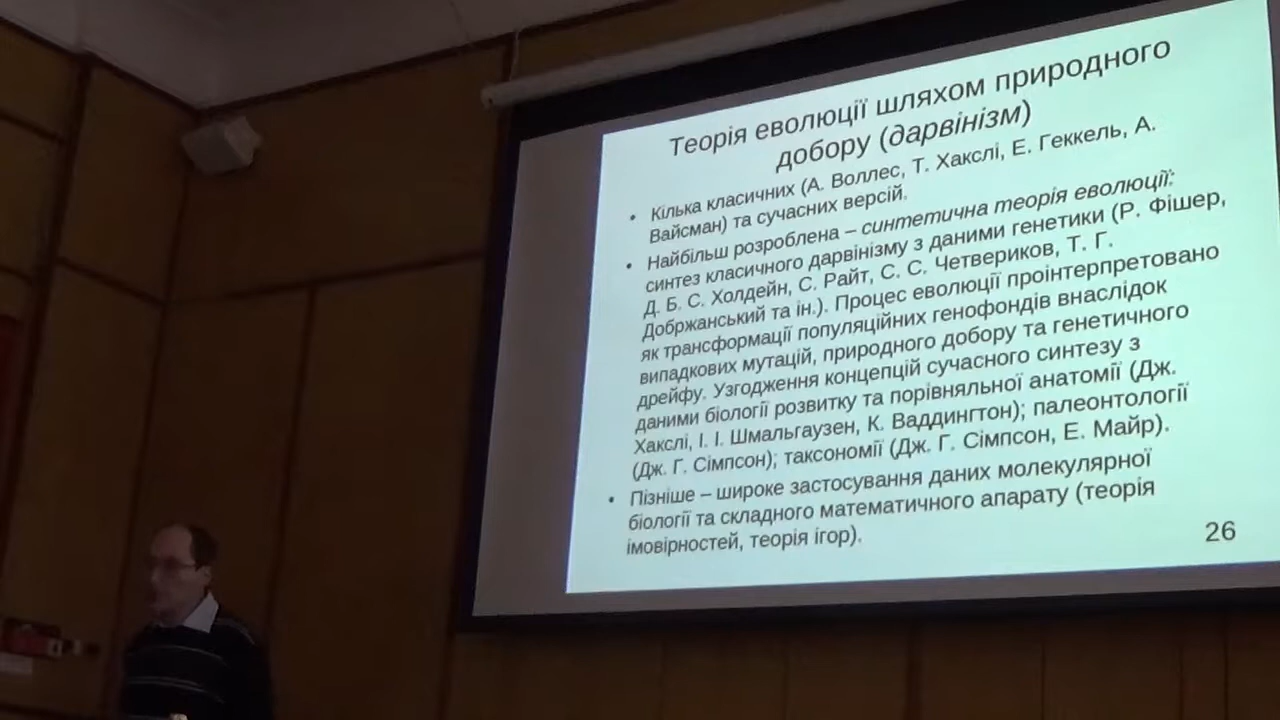 Теорія еволюції шляхом природного
добору (дарвінізм)
• Кілька класичних (А. Воллес, Т. Хакслі, Е. Геккель, А.
Вайсман) та сучасних версій.
• Найбільш розроблена – синтетична теорія еволюції:
синтез класичного дарвінізму з даними генетики (Р. Фішер,
Д. Б. С. Холдейн, С. Райт, С. С. Четвериков, Т. Г.
Добржанський та ін.). Процес еволюції проінтерпретовано
як трансформації популяційних генофондів внаслідок
випадкових мутацій, природного добору та генетичного
дрейфу. Узгодження концепцій сучасного синтезу з
даними біології розвитку та порівняльної анатомії (Дж.
Хакслі, І. І. Шмальгаузен, К. Ваддингтон); палеонтології
(Дж. Г. Сімпсон); таксономії (Дж. Г. Сімпсон, Е. Майр).
• Пізніше – широке застосування даних молекулярної
біології та складного математичного апарату (теорія
імовірностей, теорія ігор).
26